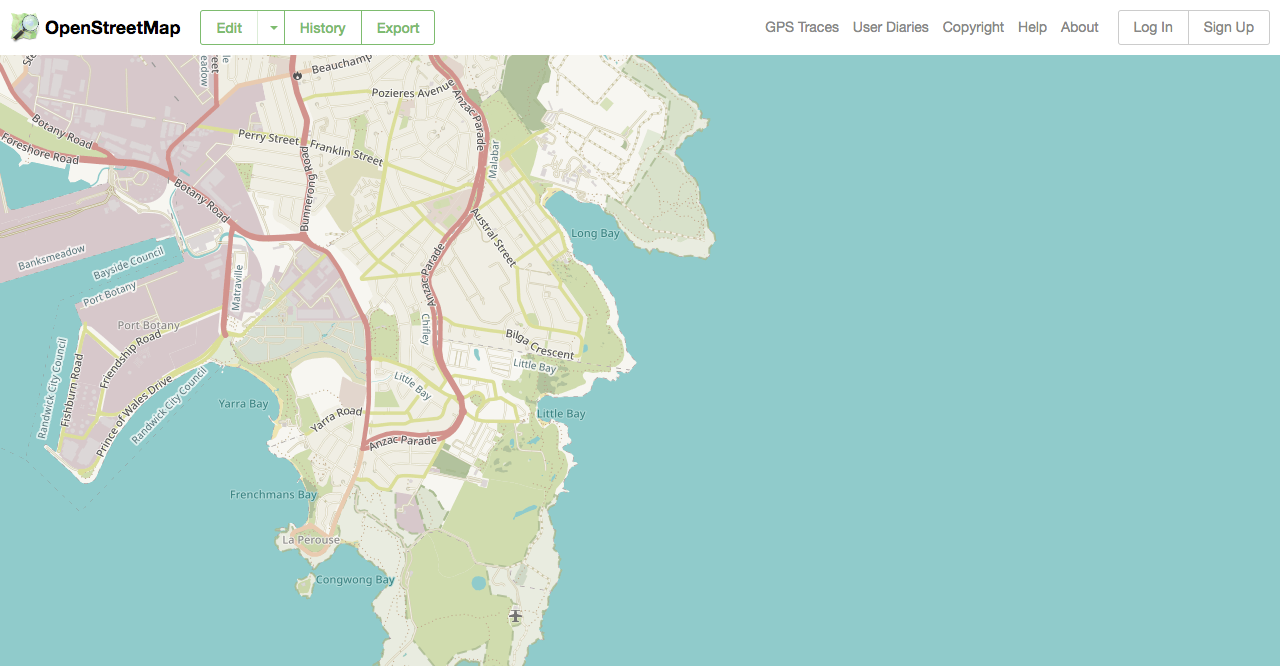 OpenStreetMap
Edit
History
Export
GPS Traces
User Diaries
Copyright
Help
About
Log In
Sign Up
Beauchamp
Pozieres Avenue
Anzac Parade
Botany Road
Foreshore Road
Perry Street
Franklin Street
Malabar
Bunnerong Road
Botany Road
Austral Street
Long Bay
Banksmeadow
Bayside Council
Matraville
Anzac Parade
Port Botany
Port Botany
Chifley
Friendship Road
Bilga Crescent
Little Bay
Randwick City Council
Fishburn Road
Prince of Wales Drive
Randwick City Council
Little Bay
Yarra Bay
Yarra Road
Little Bay
Anzac Parade
Frenchmans Bay
La Perouse
Congwong Bay